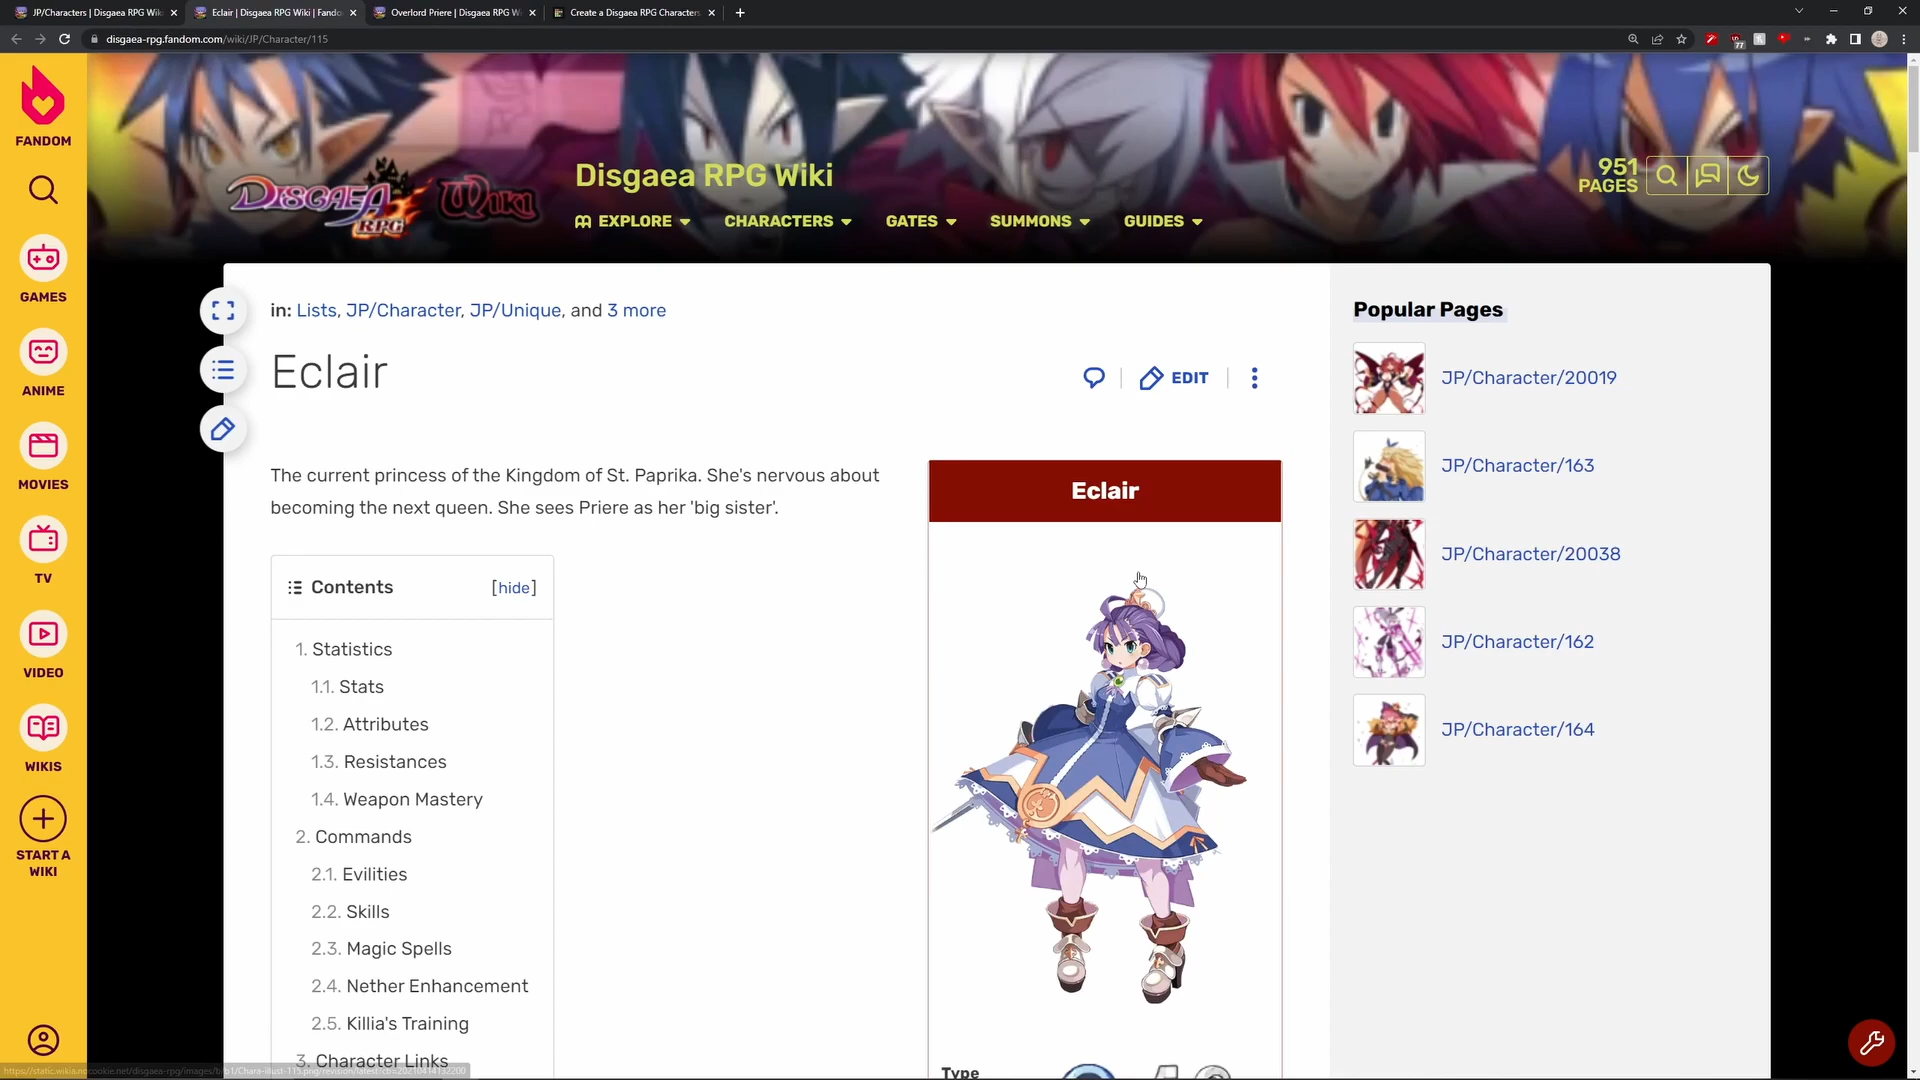 JP/Characters | Disgaea RPG Wiki
Eclair | Disgaea RPG Wiki | Fando
Overlord Priere | Disgaea RPG Wi
Create a Disgaea RPG Characters
disgaea-rpg.fandom.com/wiki/JP/Character/115
77
FANDOM
GAMES
ANIME
MOVIES
TV
VIDEO
WIKIS
START A
WIKI
DISGAEA
RPG
Wiki
Disgaea RPG Wiki
951
PAGES
EXPLORE
CHARACTERS
GATES
SUMMONS
GUIDES
in: Lists, JP/Character, JP/Unique, and 3 more
Eclair
EDIT
The current princess of the Kingdom of St. Paprika. She's nervous about
becoming the next queen. She sees Priere as her 'big sister'.
Contents [hide]
1. Statistics
1.1. Stats
1.2. Attributes
1.3. Resistances
1.4. Weapon Mastery
2. Commands
2.1. Evilities
2.2. Skills
2.3. Magic Spells
2.4. Nether Enhancement
2.5. Killia's Training
3. Character Links
Eclair
Type
Popular Pages
JP/Character/20019
JP/Character/163
JP/Character/20038
JP/Character/162
JP/Character/164